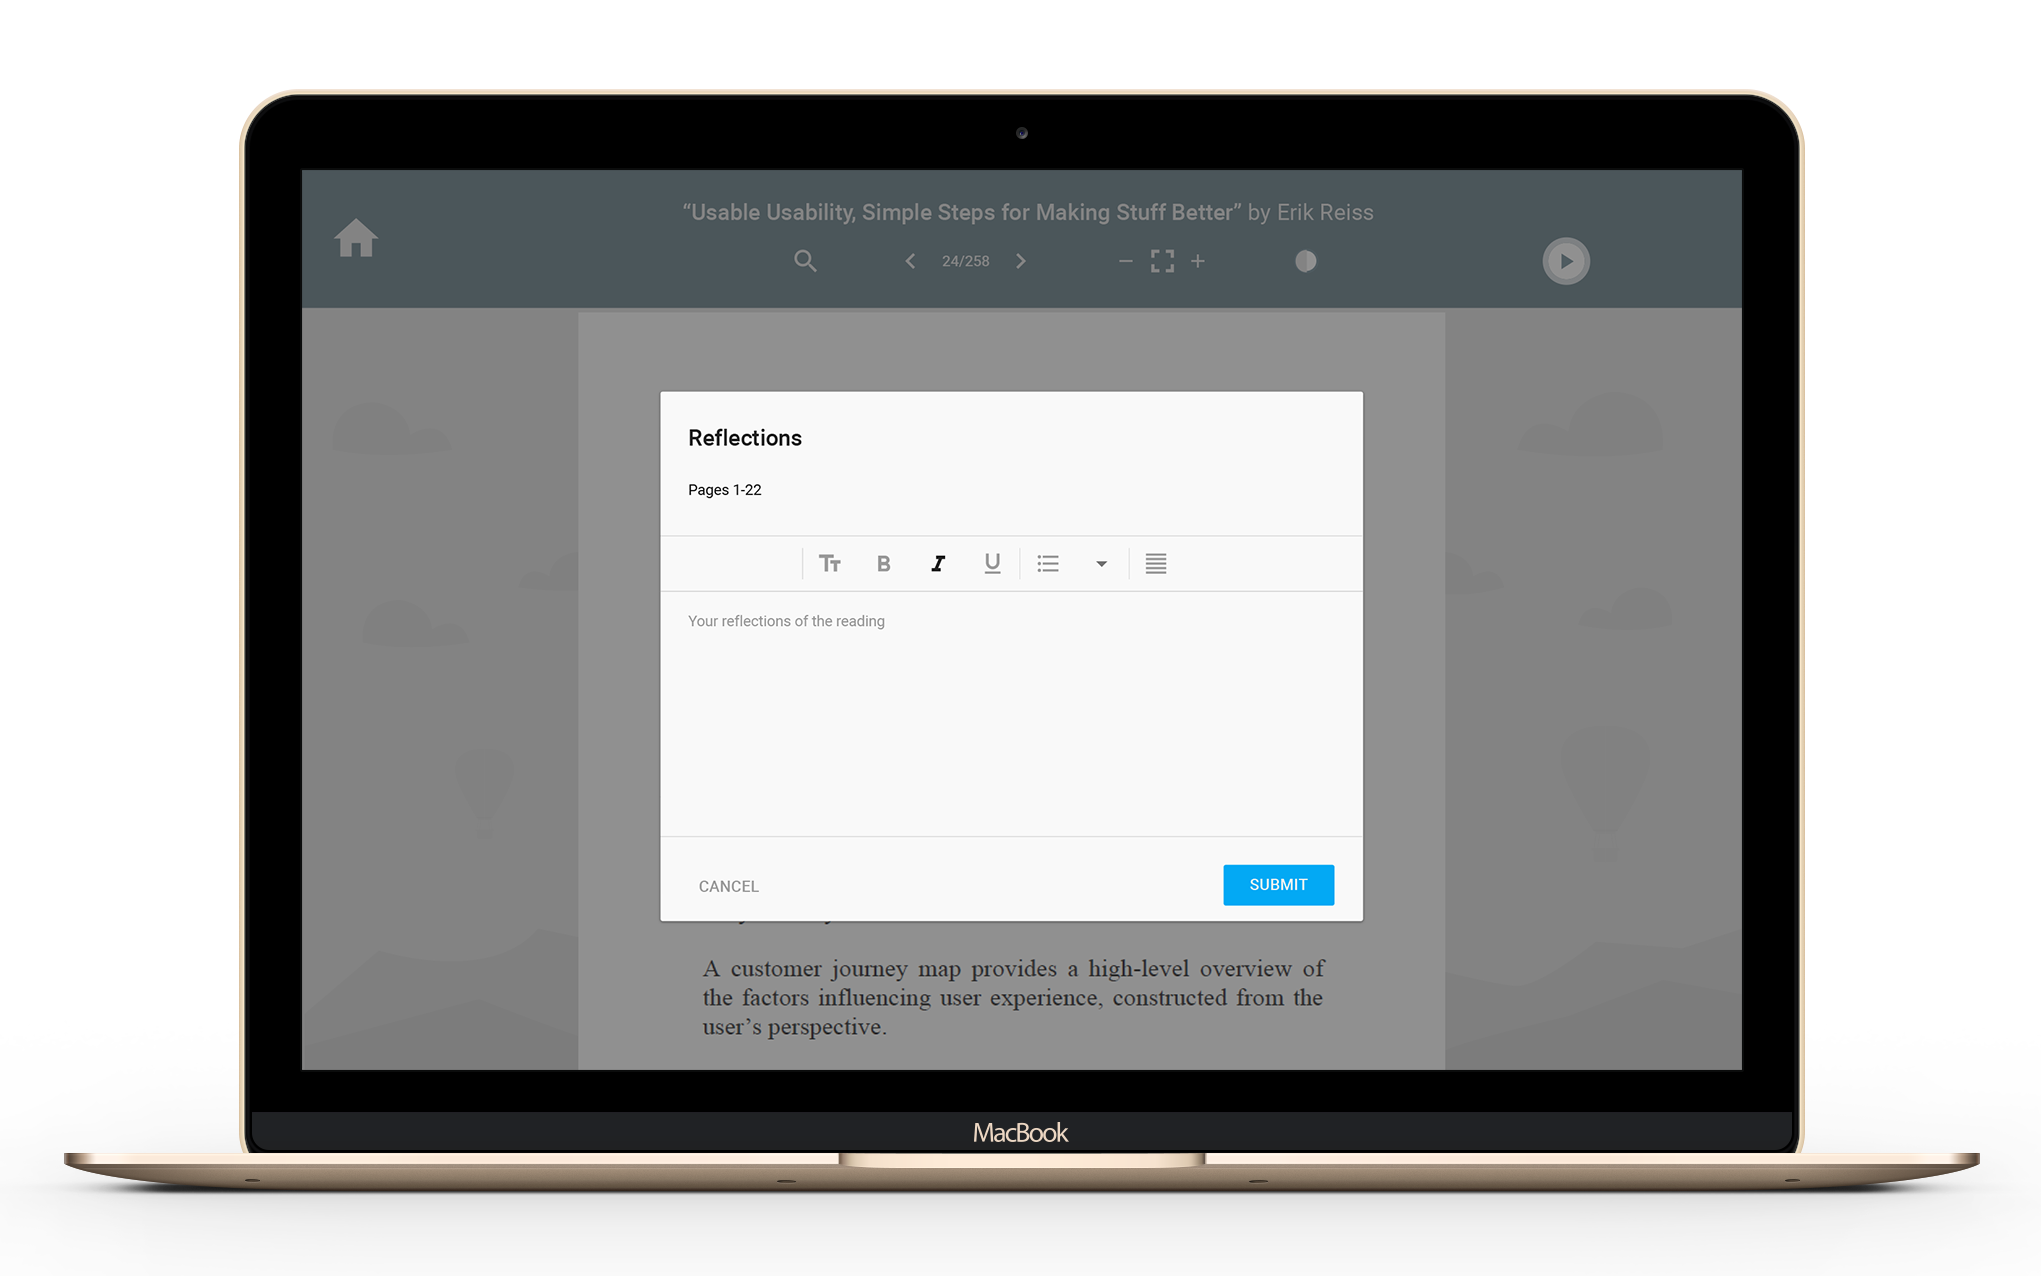 “Usable Usability, Simple Steps for Making Stuff Better” by Erik Reiss
24/258
Reflections
Pages 1-22
Tт B I U
Your reflections of the reading
CANCEL
SUBMIT
A customer journey map provides a high-level overview of
the factors influencing user experience, constructed from the
user’s perspective.
MacBook